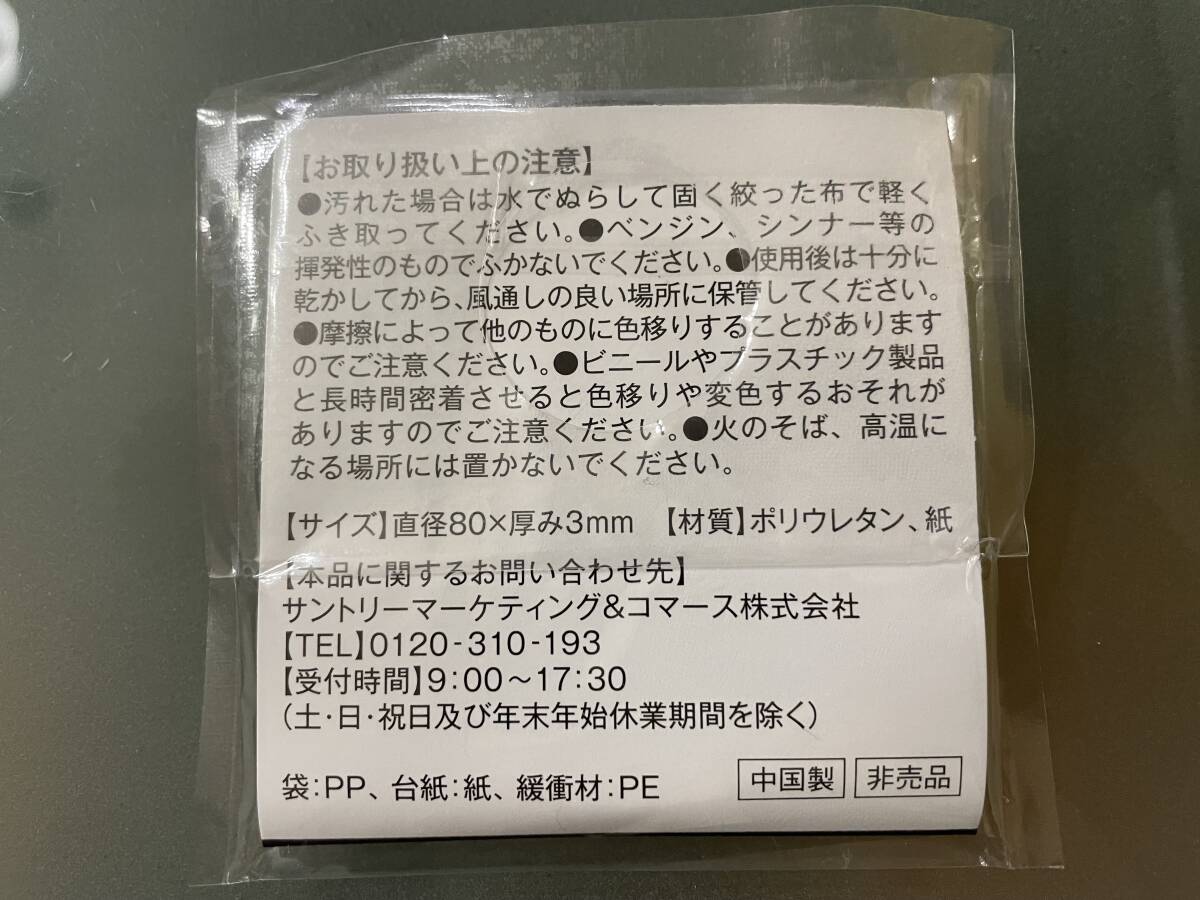 【お取り扱い上の注意】
●汚れた場合は水でぬらして固く絞った布で軽く
ふき取ってください。●ベンジン、シンナー等の
揮発性のものでふかないでください。●使用後は十分に
乾かしてから、風通しの良い場所に保管してください。
●摩擦によって他のものに色移りすることがあります
のでご注意ください。●ビニールやプラスチック製品
と長時間密着させると色移りや変色するおそれが
ありますのでご注意ください。●火のそば、高温に
なる場所には置かないでください。
【サイズ】直径80×厚み3mm 【材質】ポリウレタン、紙
【本品に関するお問い合わせ先】
サントリーマーケティング&コマース株式会社
【TEL】0120-310-193
【受付時間】9:00～17:30
(土・日・祝日及び年末年始休業期間を除く)
袋:PP、台紙:紙、緩衝材:PE 中国製 非売品